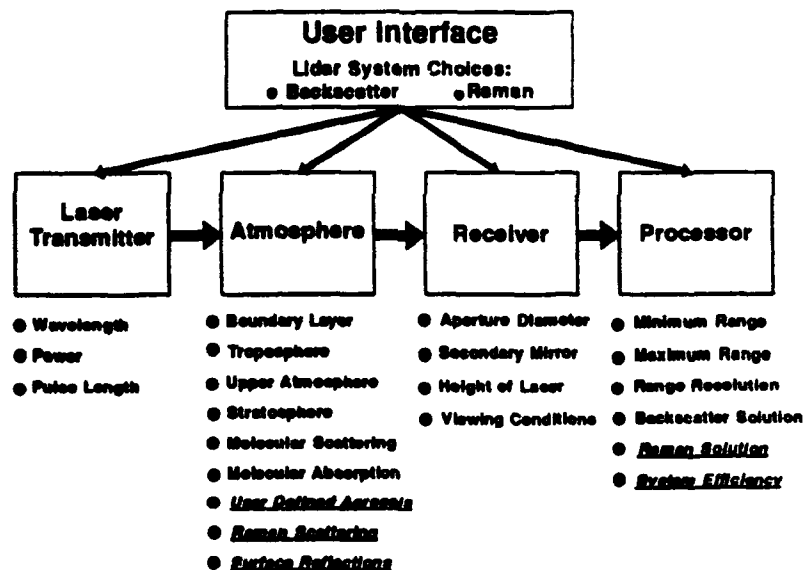 User Interface
Lidar System Choices:
● Backscatter ● Raman
Laser
Transmitter
Atmosphere
Receiver
Processor
● Wavelength
● Power
● Pulse Length
● Boundary Layer
● Troposphere
● Upper Atmosphere
● Stratosphere
● Molecular Scattering
● Molecular Absorption
● User Defined Aerosols
● Raman Scattering
● Surface Reflections
● Aperture Diameter
● Secondary Mirror
● Height of Laser
● Viewing Conditions
● Minimum Range
● Maximum Range
● Range Resolution
● Backscatter Solution
● Raman Solution
● System Efficiency